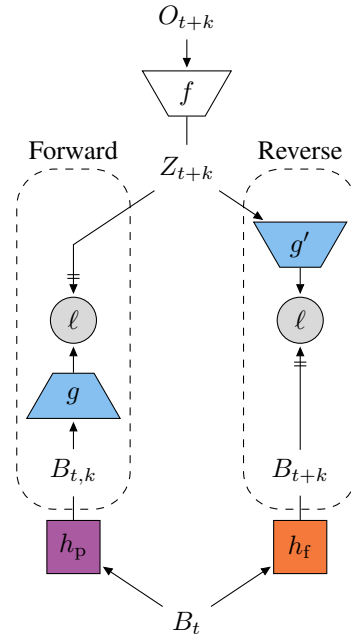 O_{t+k}
f
Forward Reverse
Z_{t+k}
g′
ℓ ℓ
g
B_{t,k} B_{t+k}
h_p h_f
B_t